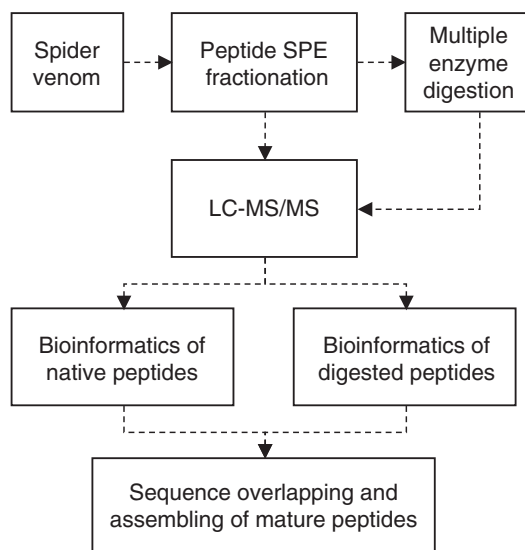 Spider
venom
Peptide SPE
fractionation
Multiple
enzyme
digestion
LC-MS/MS
Bioinformatics of
native peptides
Bioinformatics of
digested peptides
Sequence overlapping and
assembling of mature peptides